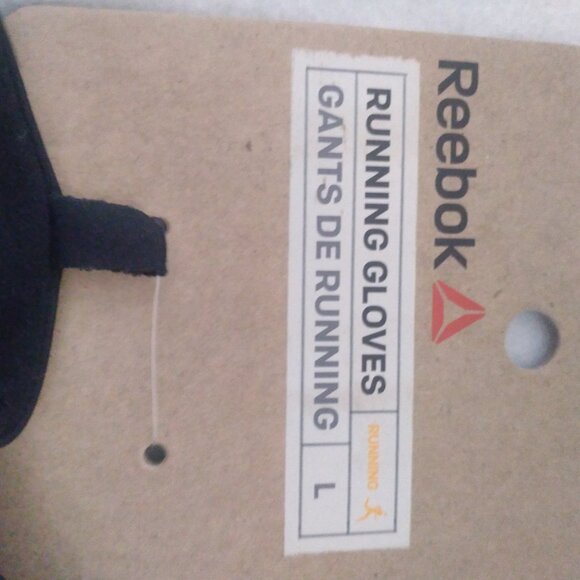 Reebok
RUNNING GLOVES
RUNNING
GANTS DE RUNNING
L